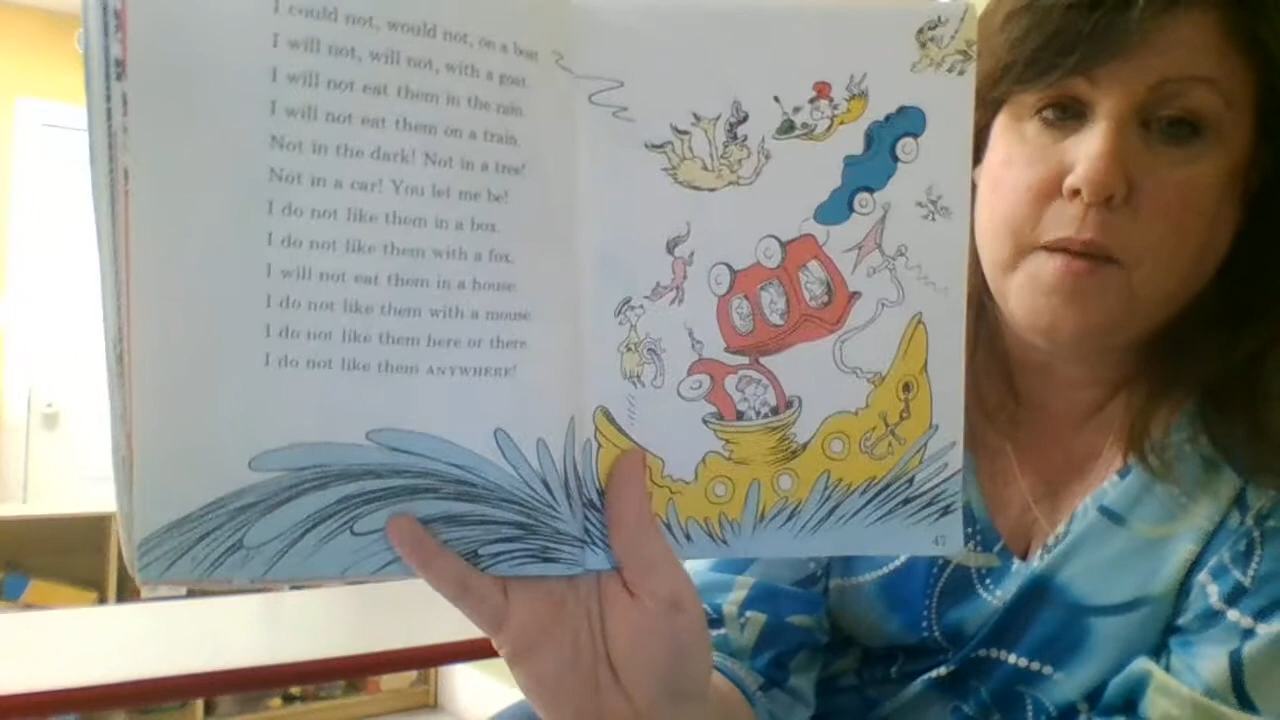 I could not, would not, on a boat.
I will not, will not, with a goat.
I will not eat them in the rain.
I will not eat them on a train.
Not in the dark! Not in a tree!
Not in a car! You let me be!
I do not like them in a box.
I do not like them with a fox.
I will not eat them in a house.
I do not like them with a mouse.
I do not like them here or there.
I do not like them ANYWHERE!
47